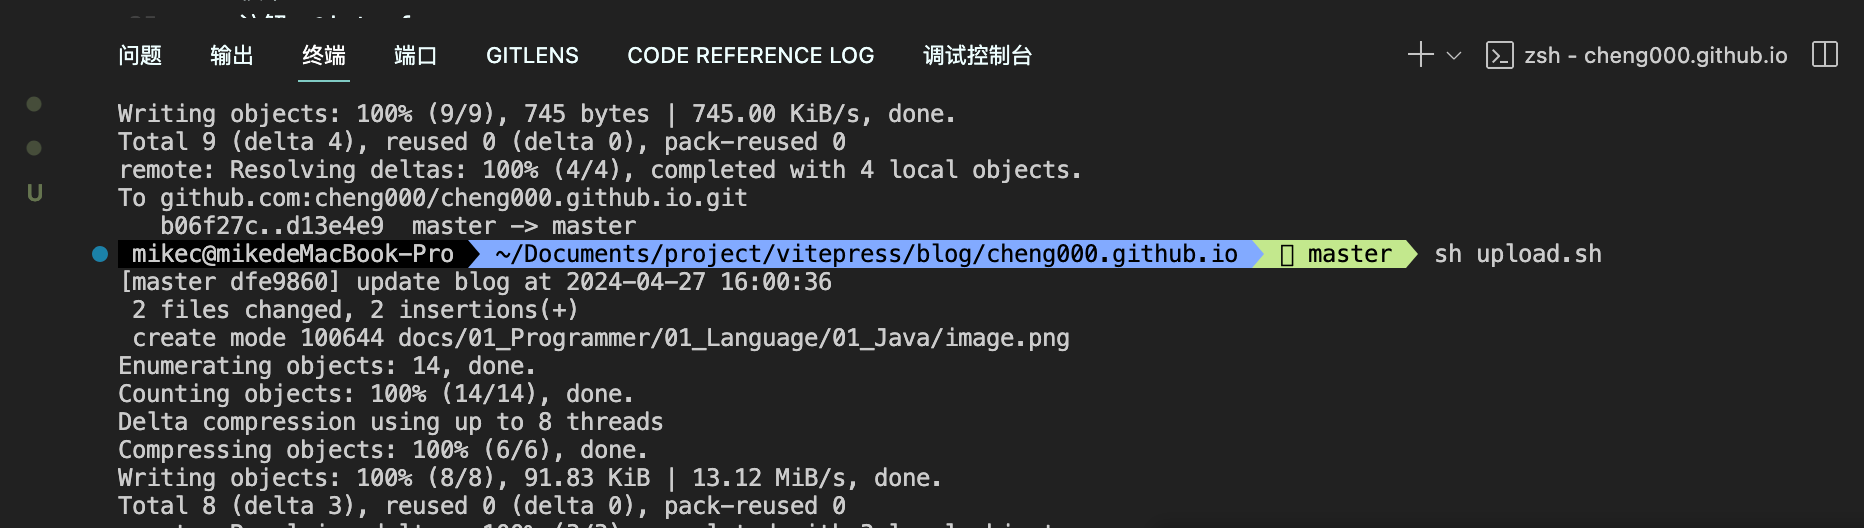 问题 输出 终端 端口 GITLENS CODE REFERENCE LOG 调试控制台 zsh - cheng000.github.io
Writing objects: 100% (9/9), 745 bytes | 745.00 KiB/s, done.
Total 9 (delta 4), reused 0 (delta 0), pack-reused 0
remote: Resolving deltas: 100% (4/4), completed with 4 local objects.
U
To github.com:cheng000/cheng000.github.io.git
b06f27c..d13e4e9 master -> master
mikec@mikedeMacBook-Pro ~/Documents/project/vitepress/blog/cheng000.github.io master sh upload.sh
[master dfe9860] update blog at 2024-04-27 16:00:36
2 files changed, 2 insertions(+)
create mode 100644 docs/01_Programmer/01_Language/01_Java/image.png
Enumerating objects: 14, done.
Counting objects: 100% (14/14), done.
Delta compression using up to 8 threads
Compressing objects: 100% (6/6), done.
Writing objects: 100% (8/8), 91.83 KiB | 13.12 MiB/s, done.
Total 8 (delta 3), reused 0 (delta 0), pack-reused 0